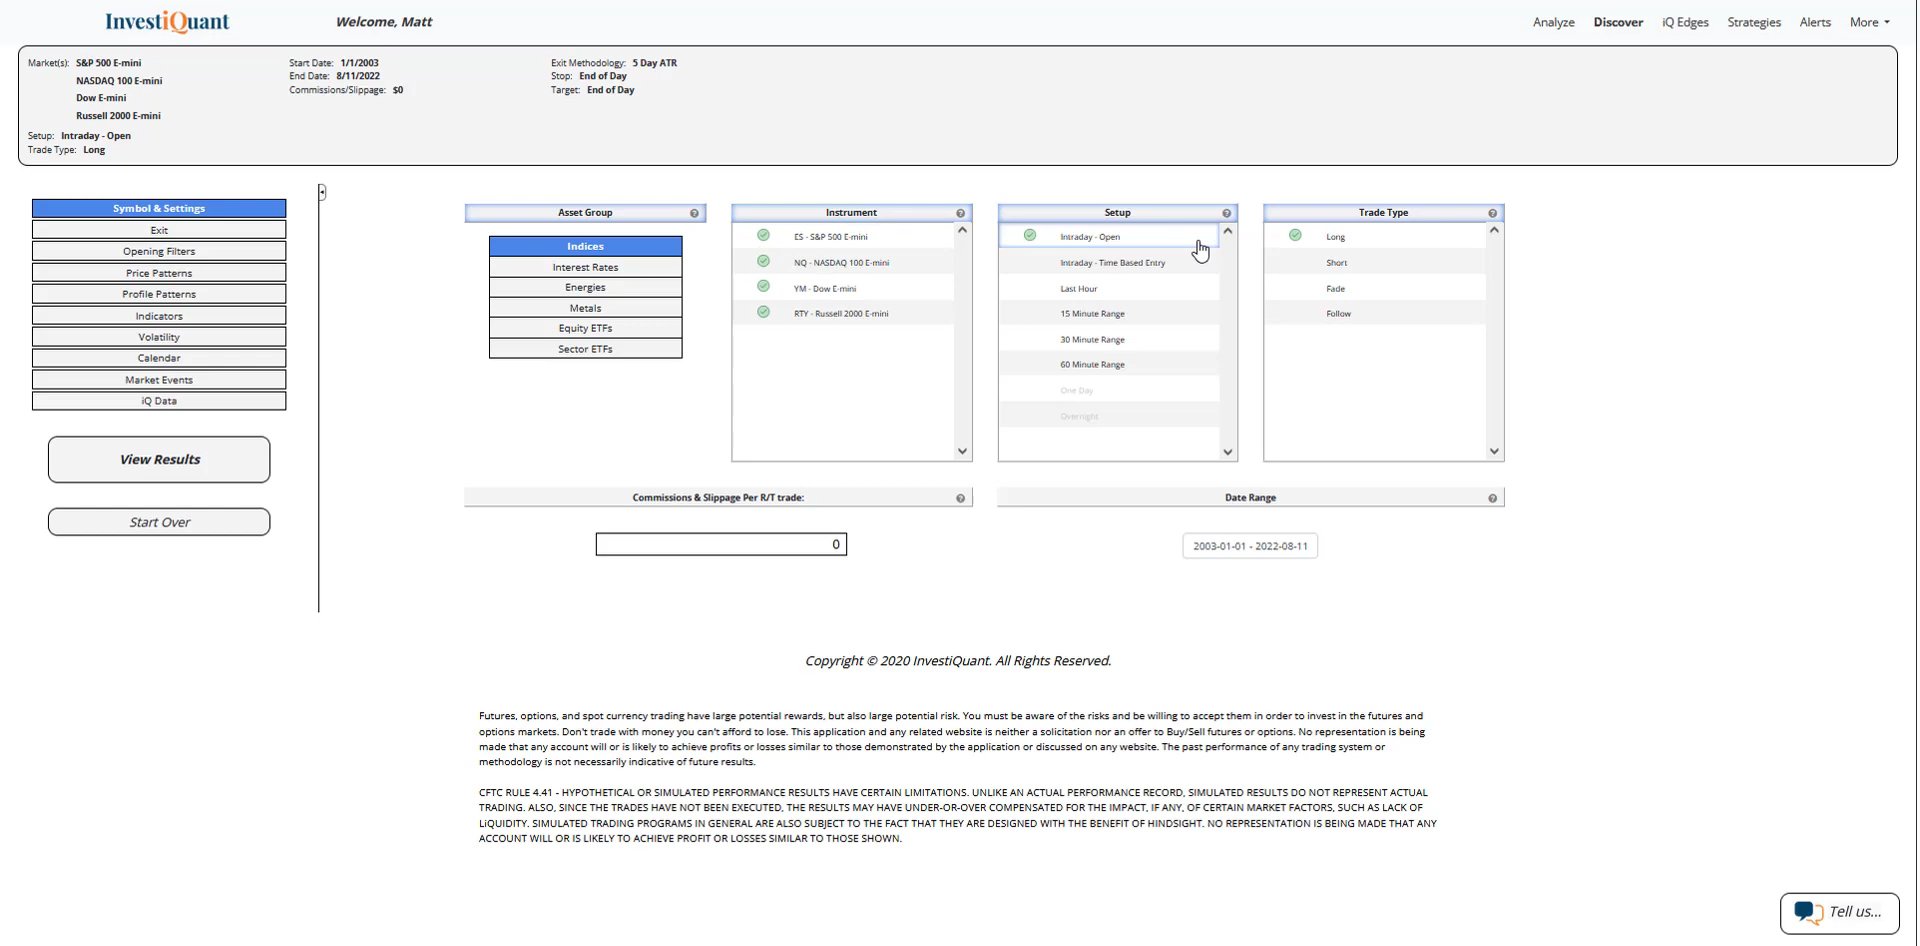 InvestiQuant
Welcome, Matt
Analyze
Discover
iQ Edges
Strategies
Alerts
More
Market(s): S&P 500 E-mini
NASDAQ 100 E-mini
Dow E-mini
Russell 2000 E-mini
Setup: Intraday - Open
Trade Type: Long
Start Date: 1/1/2003
End Date: 8/11/2022
Commissions/Slippage: $0
Exit Methodology: 5 Day ATR
Stop: End of Day
Target: End of Day
Symbol & Settings
Exit
Opening Filters
Price Patterns
Profile Patterns
Indicators
Volatility
Calendar
Market Events
iQ Data
View Results
Start Over
Asset Group
Indices
Interest Rates
Energies
Metals
Equity ETFs
Sector ETFs
Instrument
ES - S&P 500 E-mini
NQ - NASDAQ 100 E-mini
YM - Dow E-mini
RTY - Russell 2000 E-mini
Setup
Intraday - Open
Intraday - Time Based Entry
Last Hour
15 Minute Range
30 Minute Range
60 Minute Range
One Day
Overnight
Trade Type
Long
Short
Fade
Follow
Commissions & Slippage Per R/T trade:
0
Date Range
2003-01-01 - 2022-08-11
Copyright © 2020 InvestiQuant. All Rights Reserved.
Futures, options, and spot currency trading have large potential rewards, but also large potential risk. You must be aware of the risks and be willing to accept them in order to invest in the futures and
options markets. Don't trade with money you can't afford to lose. This application and any related website is neither a solicitation nor an offer to Buy/Sell futures or options. No representation is being
made that any account will or is likely to achieve profits or losses similar to those demonstrated by the application or discussed on any website. The past performance of any trading system or
methodology is not necessarily indicative of future results.
CFTC RULE 4.41 - HYPOTHETICAL OR SIMULATED PERFORMANCE RESULTS HAVE CERTAIN LIMITATIONS. UNLIKE AN ACTUAL PERFORMANCE RECORD, SIMULATED RESULTS DO NOT REPRESENT ACTUAL
TRADING. ALSO, SINCE THE TRADES HAVE NOT BEEN EXECUTED, THE RESULTS MAY HAVE UNDER-OR-OVER COMPENSATED FOR THE IMPACT, IF ANY, OF CERTAIN MARKET FACTORS, SUCH AS LACK OF
LiQUIDITY. SIMULATED TRADING PROGRAMS IN GENERAL ARE ALSO SUBJECT TO THE FACT THAT THEY ARE DESIGNED WITH THE BENEFIT OF HINDSIGHT. NO REPRESENTATION IS BEING MADE THAT ANY
ACCOUNT WILL OR IS LIKELY TO ACHIEVE PROFIT OR LOSSES SIMILAR TO THOSE SHOWN.
Tell us...